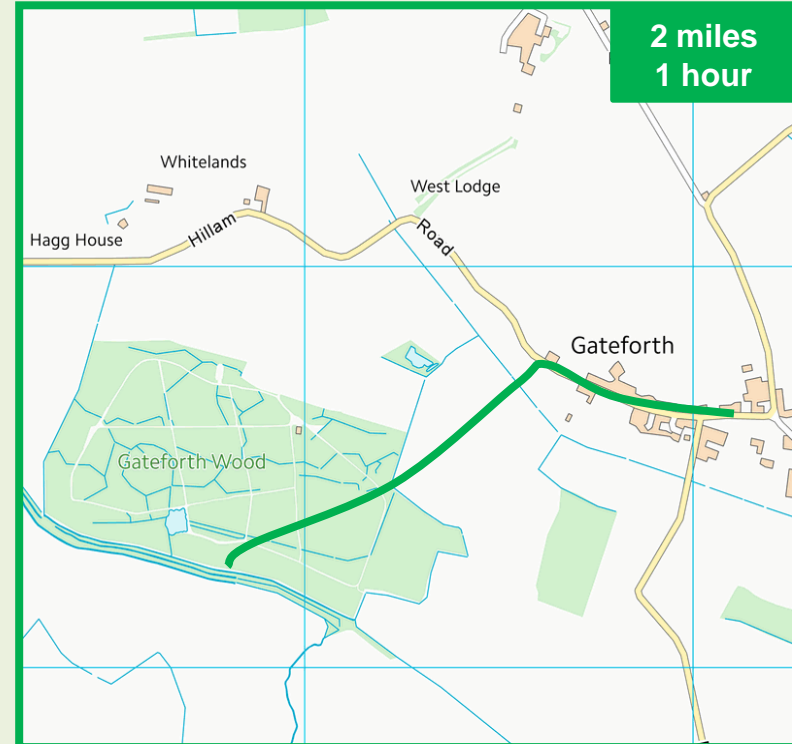 2 miles
1 hour
Whitelands
West Lodge
Hagg House
Hillam
Road
Gateforth
Gateforth Wood